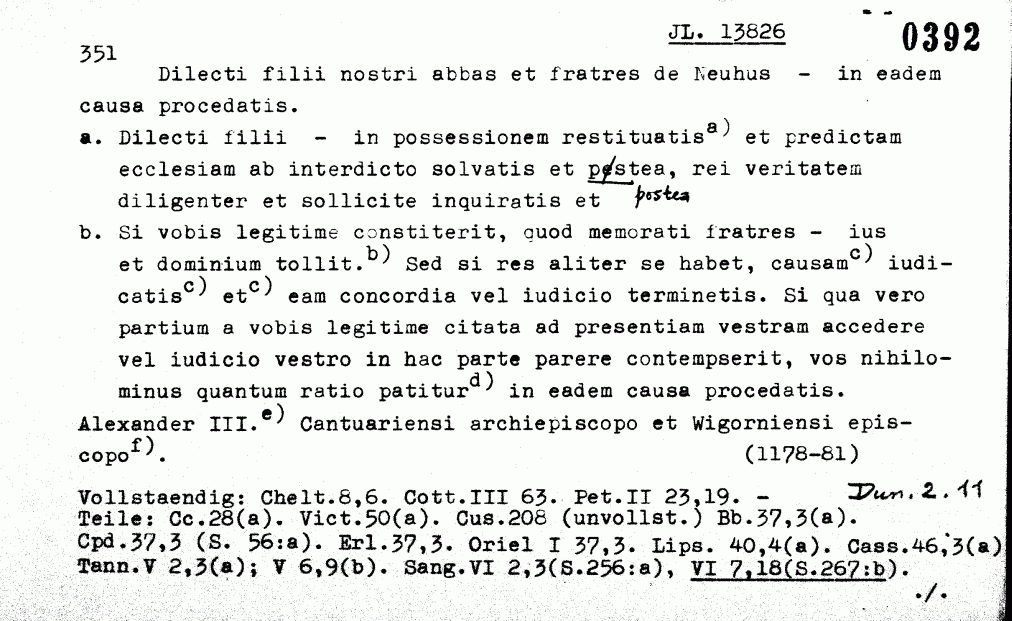 JL. 13826 0392
351
Dilecti filii nostri abbas et fratres de Neuhus - in eadem
causa procedatis.
a. Dilecti filii - in possessionem restituatis a) et predictam
ecclesiam ab interdicto solvatis et pestea, rei veritatem
diligenter et sollicite inquiratis et postea
b. Si vobis legitime constiterit, quod memorati fratres - ius
et dominium tollit. b) Sed si res aliter se habet, causam c) iudi-
catis c) et c) eam concordia vel iudicio terminetis. Si qua vero
partium a vobis legitime citata ad presentiam vestram accedere
vel iudicio vestro in hac parte parere contempserit, vos nihilo-
minus quantum ratio patitur d) in eadem causa procedatis.
Alexander III. e) Cantuariensi archiepiscopo et Wigorniensi epis-
copo f). (1178-81)
Vollstaendig: Chelt.8,6. Cott.III 63. Pet.II 23,19. - Dun. 2.11
Teile: Cc.28(a). Vict.50(a). Cus.208 (unvollst.) Bb.37,3(a).
Cpd.37,3 (S. 56:a). Erl.37,3. Oriel I 37,3. Lips. 40,4(a). Cass.46,3(a)
Tann.V 2,3(a); V 6,9(b). Sang.VI 2,3(S.256:a), VI 7,18(S.267:b).
./.